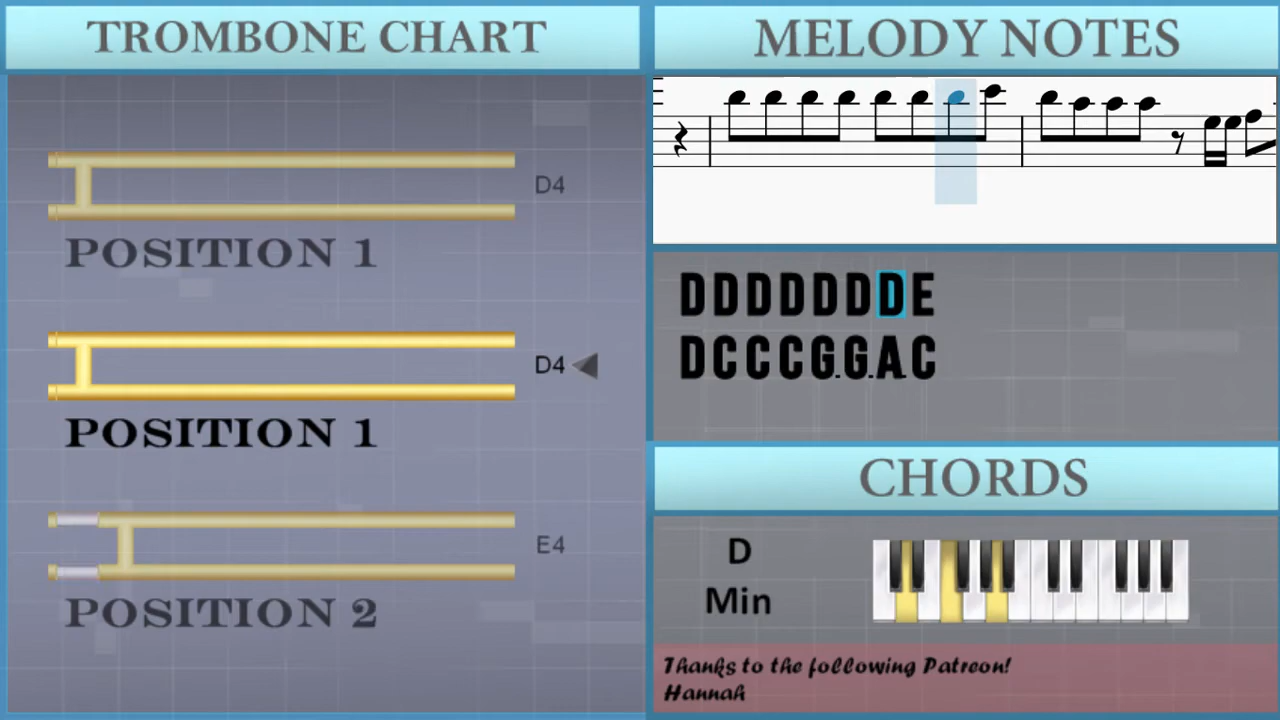 TROMBONE CHART
D4
POSITION 1
D4
POSITION 1
E4
POSITION 2
MELODY NOTES
DDDDDDDE
DCCCG.G.A.C
CHORDS
D
Min
Thanks to the following Patreon!
Hannah